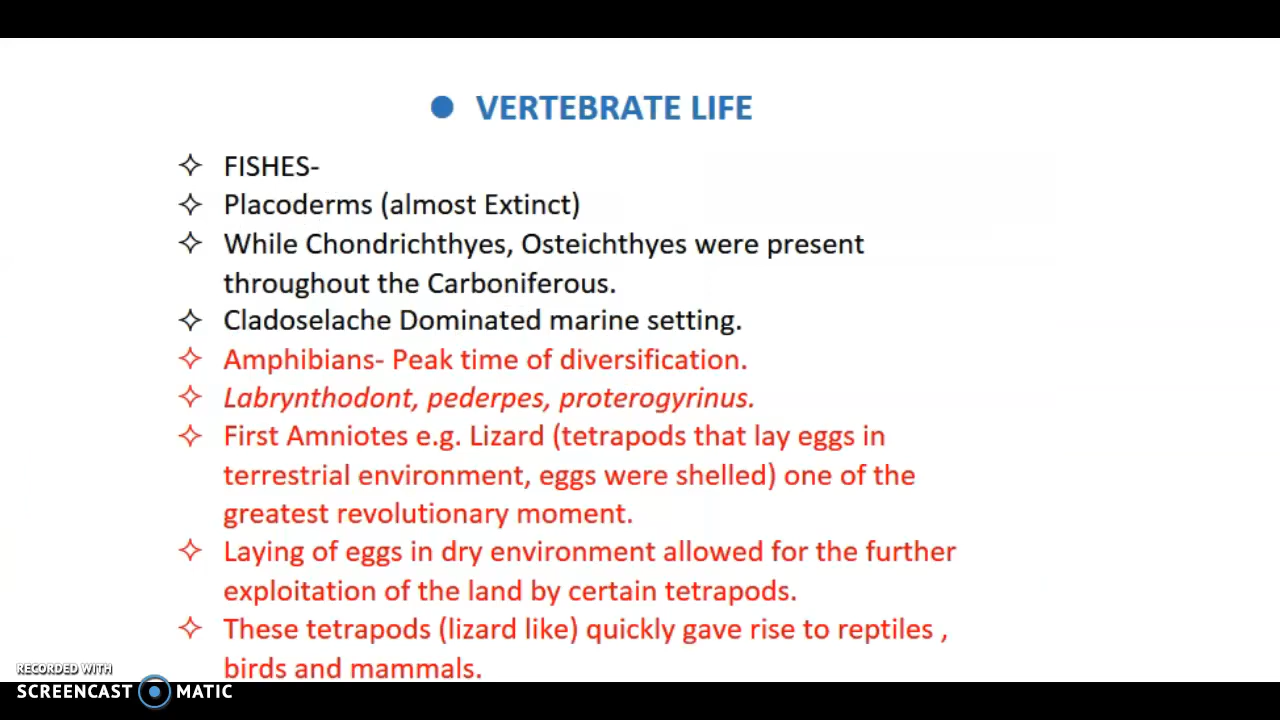 VERTEBRATE LIFE
FISHES-
Placoderms (almost Extinct)
While Chondrichthyes, Osteichthyes were present
throughout the Carboniferous.
Cladoselache Dominated marine setting.
Amphibians- Peak time of diversification.
Labrynthodont, pederpes, proterogyrinus.
First Amniotes e.g. Lizard (tetrapods that lay eggs in
terrestrial environment, eggs were shelled) one of the
greatest revolutionary moment.
Laying of eggs in dry environment allowed for the further
exploitation of the land by certain tetrapods.
These tetrapods (lizard like) quickly gave rise to reptiles ,
birds and mammals.
RECORDED WITH
SCREENCAST MATIC